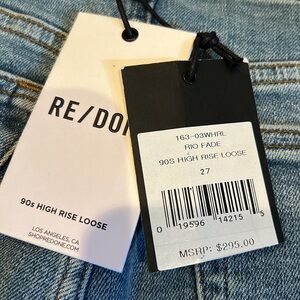 RE/DON
90s HIGH RISE LOOSE
LOS ANGELES, CA
SHOPREDONE.COM
163-03WHRL
RIO FADE
90S HIGH RISE LOOSE
27
0 19596 14215 5
MSRP: $295.00